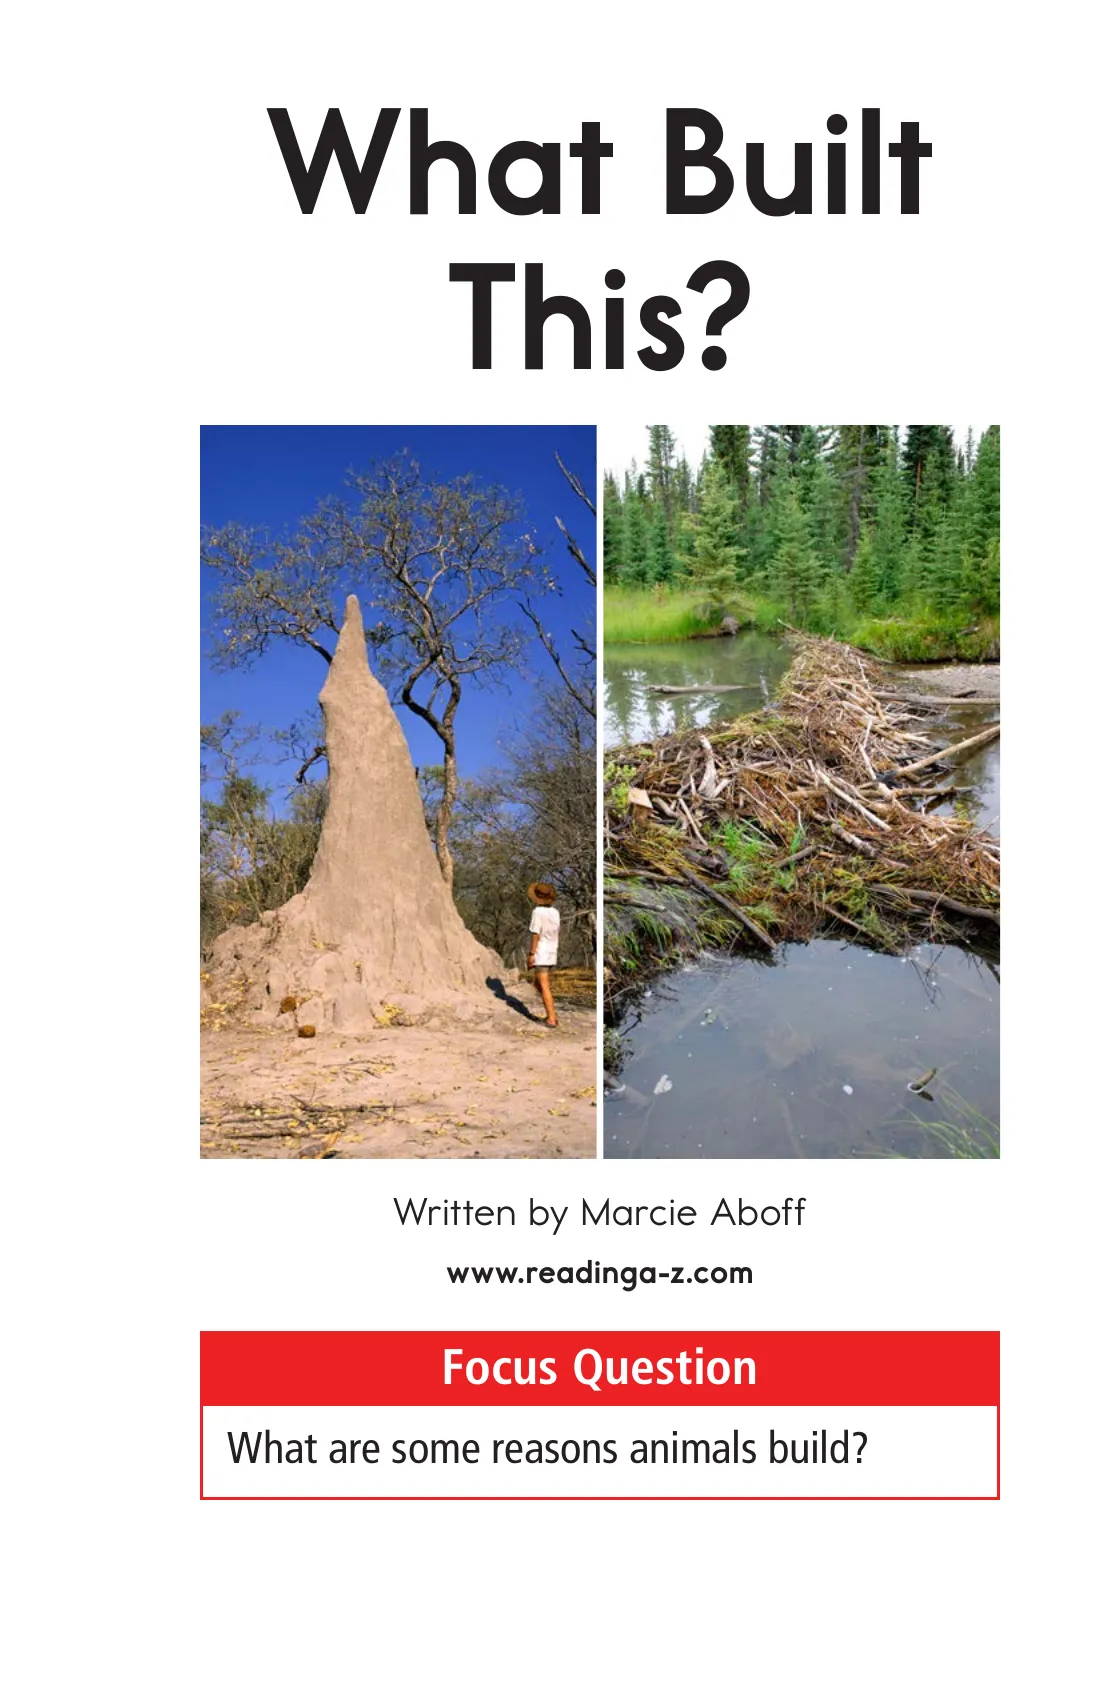 What Built
This?
Written by Marcie Aboff
www.readinga-z.com
Focus Question
What are some reasons animals build?